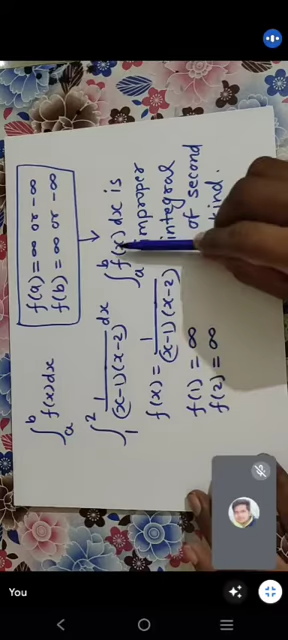 ∫_a^b f(x)dx
f(a) = ∞ or -∞
f(b) = ∞ or -∞
∫_1^2 1/((x-1)(x-2)) dx
→ ∫_a^b f(x)dx is
improper
integral
of second
kind.
f(x) = 1/((x-1)(x-2))
f(1) = ∞
f(2) = ∞
You